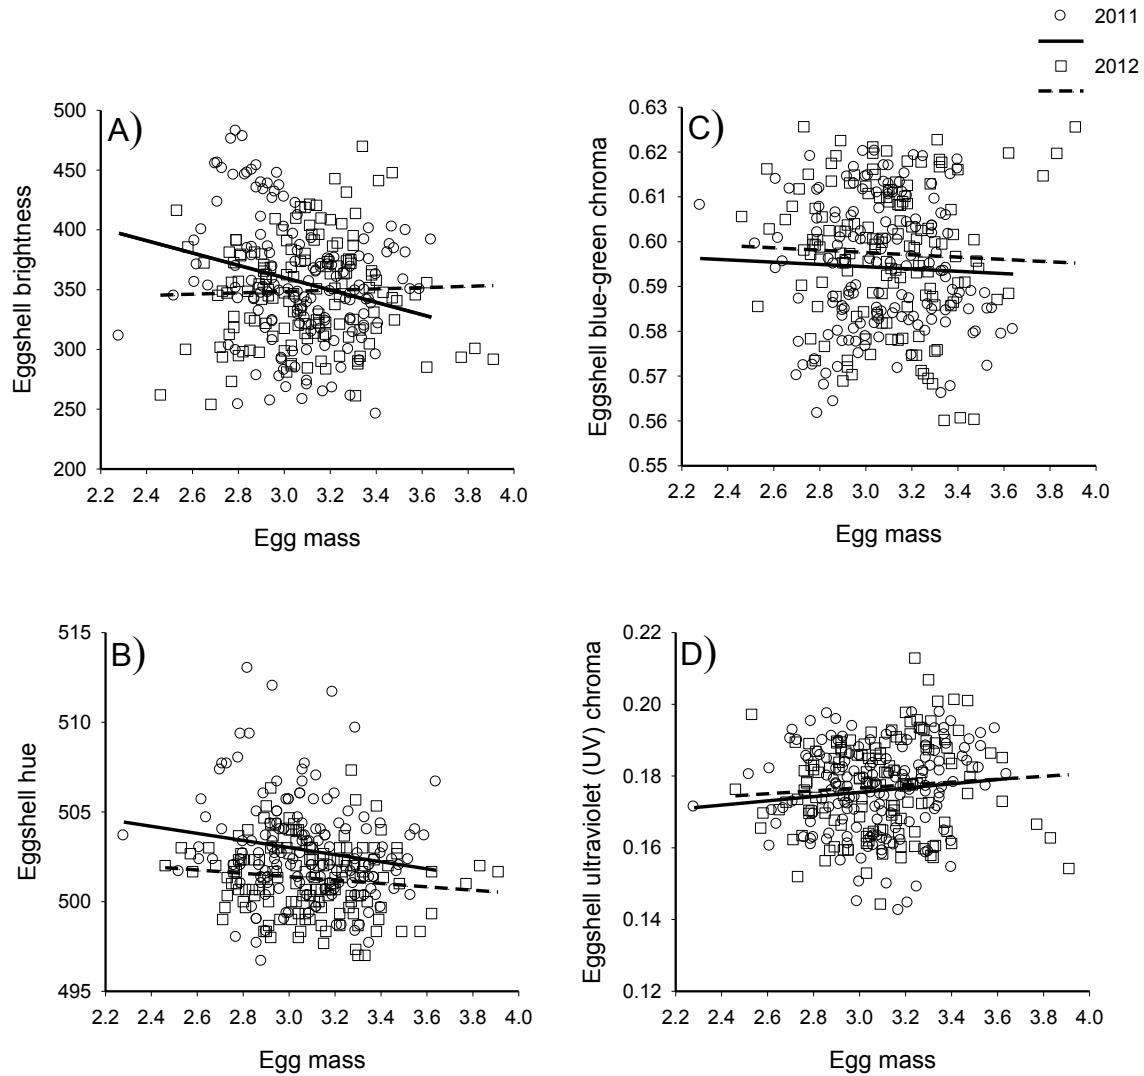 2011
2012
A)
500
450
400
350
300
250
200
2.2 2.4 2.6 2.8 3.0 3.2 3.4 3.6 3.8 4.0
Eggshell brightness
Egg mass
C)
0.63
0.62
0.61
0.60
0.59
0.58
0.57
0.56
0.55
2.2 2.4 2.6 2.8 3.0 3.2 3.4 3.6 3.8 4.0
Eggshell blue-green chroma
Egg mass
B)
515
510
505
500
495
2.2 2.4 2.6 2.8 3.0 3.2 3.4 3.6 3.8 4.0
Eggshell hue
Egg mass
D)
0.22
0.20
0.18
0.16
0.14
0.12
2.2 2.4 2.6 2.8 3.0 3.2 3.4 3.6 3.8 4.0
Eggshell ultraviolet (UV) chroma
Egg mass